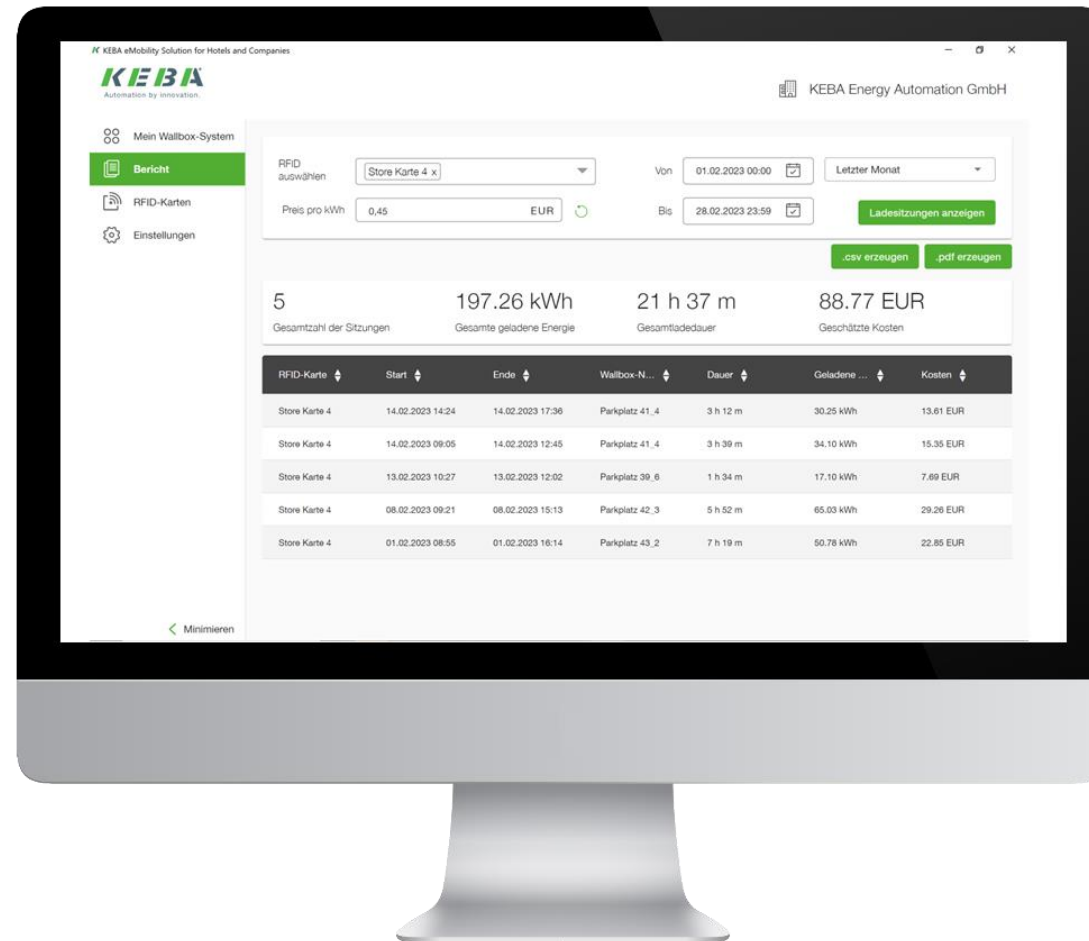 KEBA eMobility Solution for Hotels and Companies
KEBA
Automation by innovation.
KEBA Energy Automation GmbH
Mein Wallbox-System
Bericht
RFID-Karten
Einstellungen
Minimieren
RFID
auswählen
Store Karte 4 x
Von 01.02.2023 00:00 Letzter Monat
Preis pro kWh 0,45 EUR
Bis 28.02.2023 23:59 Ladesitzungen anzeigen
.csv erzeugen .pdf erzeugen
5 197.26 kWh 21 h 37 m 88.77 EUR
Gesamtzahl der Sitzungen Gesamte geladene Energie Gesamtladedauer Geschätzte Kosten
RFID-Karte Start Ende Wallbox-N... Dauer Geladene ... Kosten
Store Karte 4 14.02.2023 14:24 14.02.2023 17:36 Parkplatz 41_4 3 h 12 m 30.25 kWh 13.61 EUR
Store Karte 4 14.02.2023 09:05 14.02.2023 12:45 Parkplatz 41_4 3 h 39 m 34.10 kWh 15.35 EUR
Store Karte 4 13.02.2023 10:27 13.02.2023 12:02 Parkplatz 39_6 1 h 34 m 17.10 kWh 7.69 EUR
Store Karte 4 08.02.2023 09:21 08.02.2023 15:13 Parkplatz 42_3 5 h 52 m 65.03 kWh 29.26 EUR
Store Karte 4 01.02.2023 08:55 01.02.2023 16:14 Parkplatz 43_2 7 h 19 m 50.78 kWh 22.85 EUR